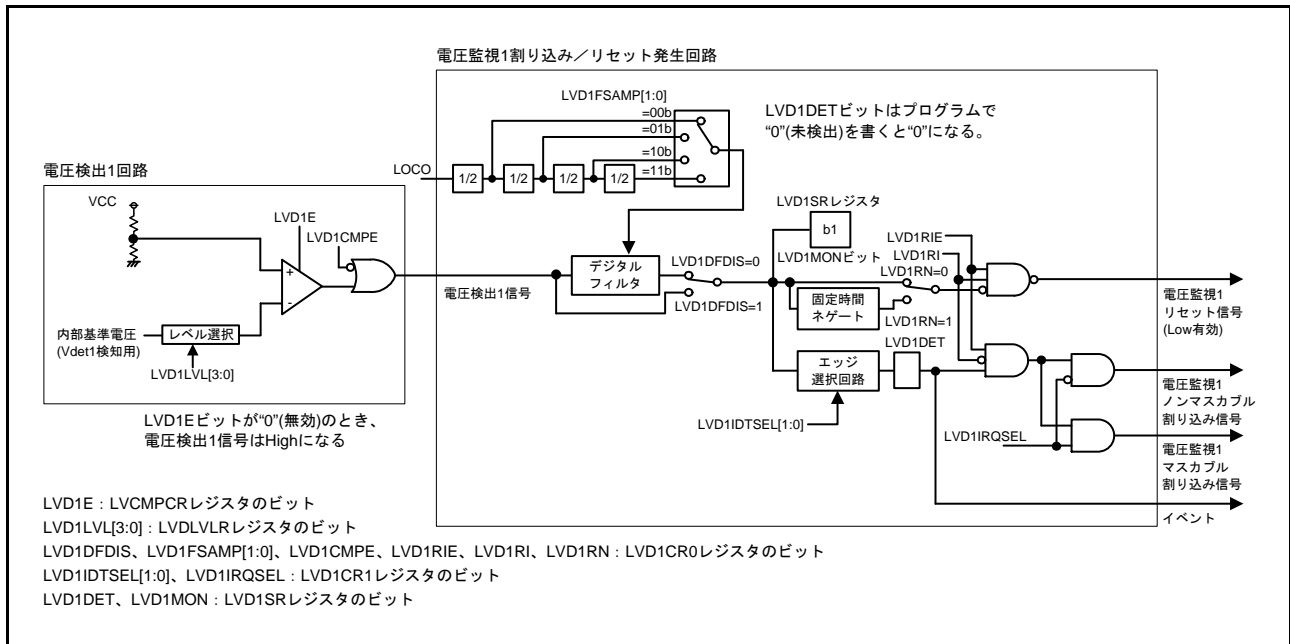 電圧監視1割り込み／リセット発生回路
LVD1FSAMP[1:0]
=00b
=01b
=10b
=11b
LOCO
1/2
1/2
1/2
1/2
LVD1DETビットはプログラムで
“0”(未検出)を書くと“0”になる。
電圧検出1回路
VCC
LVD1E
LVD1CMPE
+
-
内部基準電圧
(Vdet1検知用)
レベル選択
LVD1LVL[3:0]
LVD1Eビットが“0”(無効)のとき、
電圧検出1信号はHighになる
電圧検出1信号
デジタル
フィルタ
LVD1DFDIS=0
LVD1DFDIS=1
LVD1SRレジスタ
b1
LVD1MONビット
LVD1RIE
LVD1RI
LVD1RN=0
固定時間
ネゲート
LVD1RN=1
LVD1DET
エッジ
選択回路
LVD1IDTSEL[1:0]
LVD1IRQSEL
電圧監視1
リセット信号
(Low有効)
電圧監視1
ノンマスカブル
割り込み信号
電圧監視1
マスカブル
割り込み信号
イベント
LVD1E：LVCMPCRレジスタのビット
LVD1LVL[3:0]：LVDLVLRレジスタのビット
LVD1DFDIS、LVD1FSAMP[1:0]、LVD1CMPE、LVD1RIE、LVD1RI、LVD1RN：LVD1CR0レジスタのビット
LVD1IDTSEL[1:0]、LVD1IRQSEL：LVD1CR1レジスタのビット
LVD1DET、LVD1MON：LVD1SRレジスタのビット